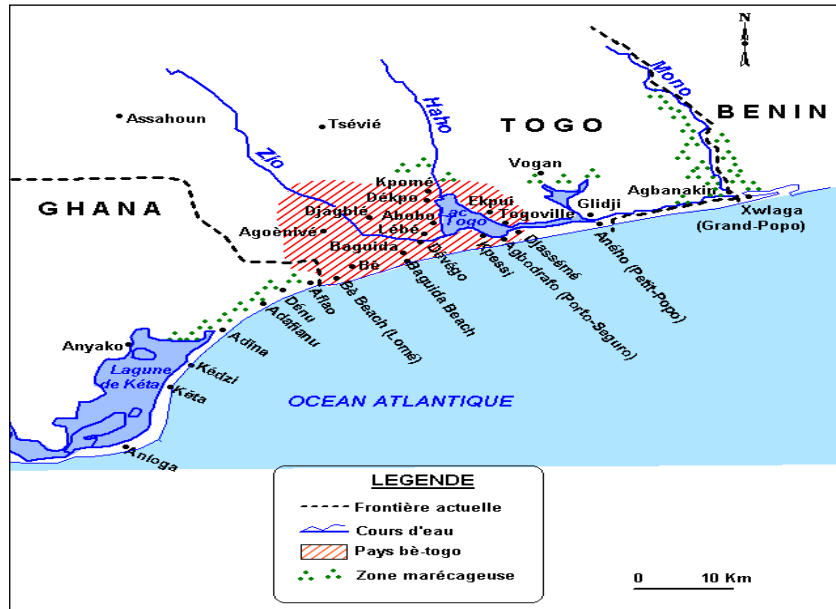 N
BENIN
Mono
Haho
Assahoun
Tsévié
TOGO
Zio
Vogan
Kpomé
Dékpo
Agbanakin
Ekpui
Glidji
GHANA
Djagblé
Abobo
Lac
Togo
Togoville
Xwlaga
(Grand-Popo)
Agoènivé
Lébé
Baguida
Bè
Dévégo
Kpessi
Djassémé
Agbodrafo (Porto-Seguro)
Aného (Petit-Popo)
Baguida Beach
Bè Beach (Lomé)
Aflao
Dénu
Adafianu
Adîna
Anyako
Lagune
de Kéta
Kédzi
Kéta
OCEAN ATLANTIQUE
Anloga
LEGENDE
Frontière actuelle
Cours d'eau
Pays bè-togo
Zone marécageuse
0 10 Km